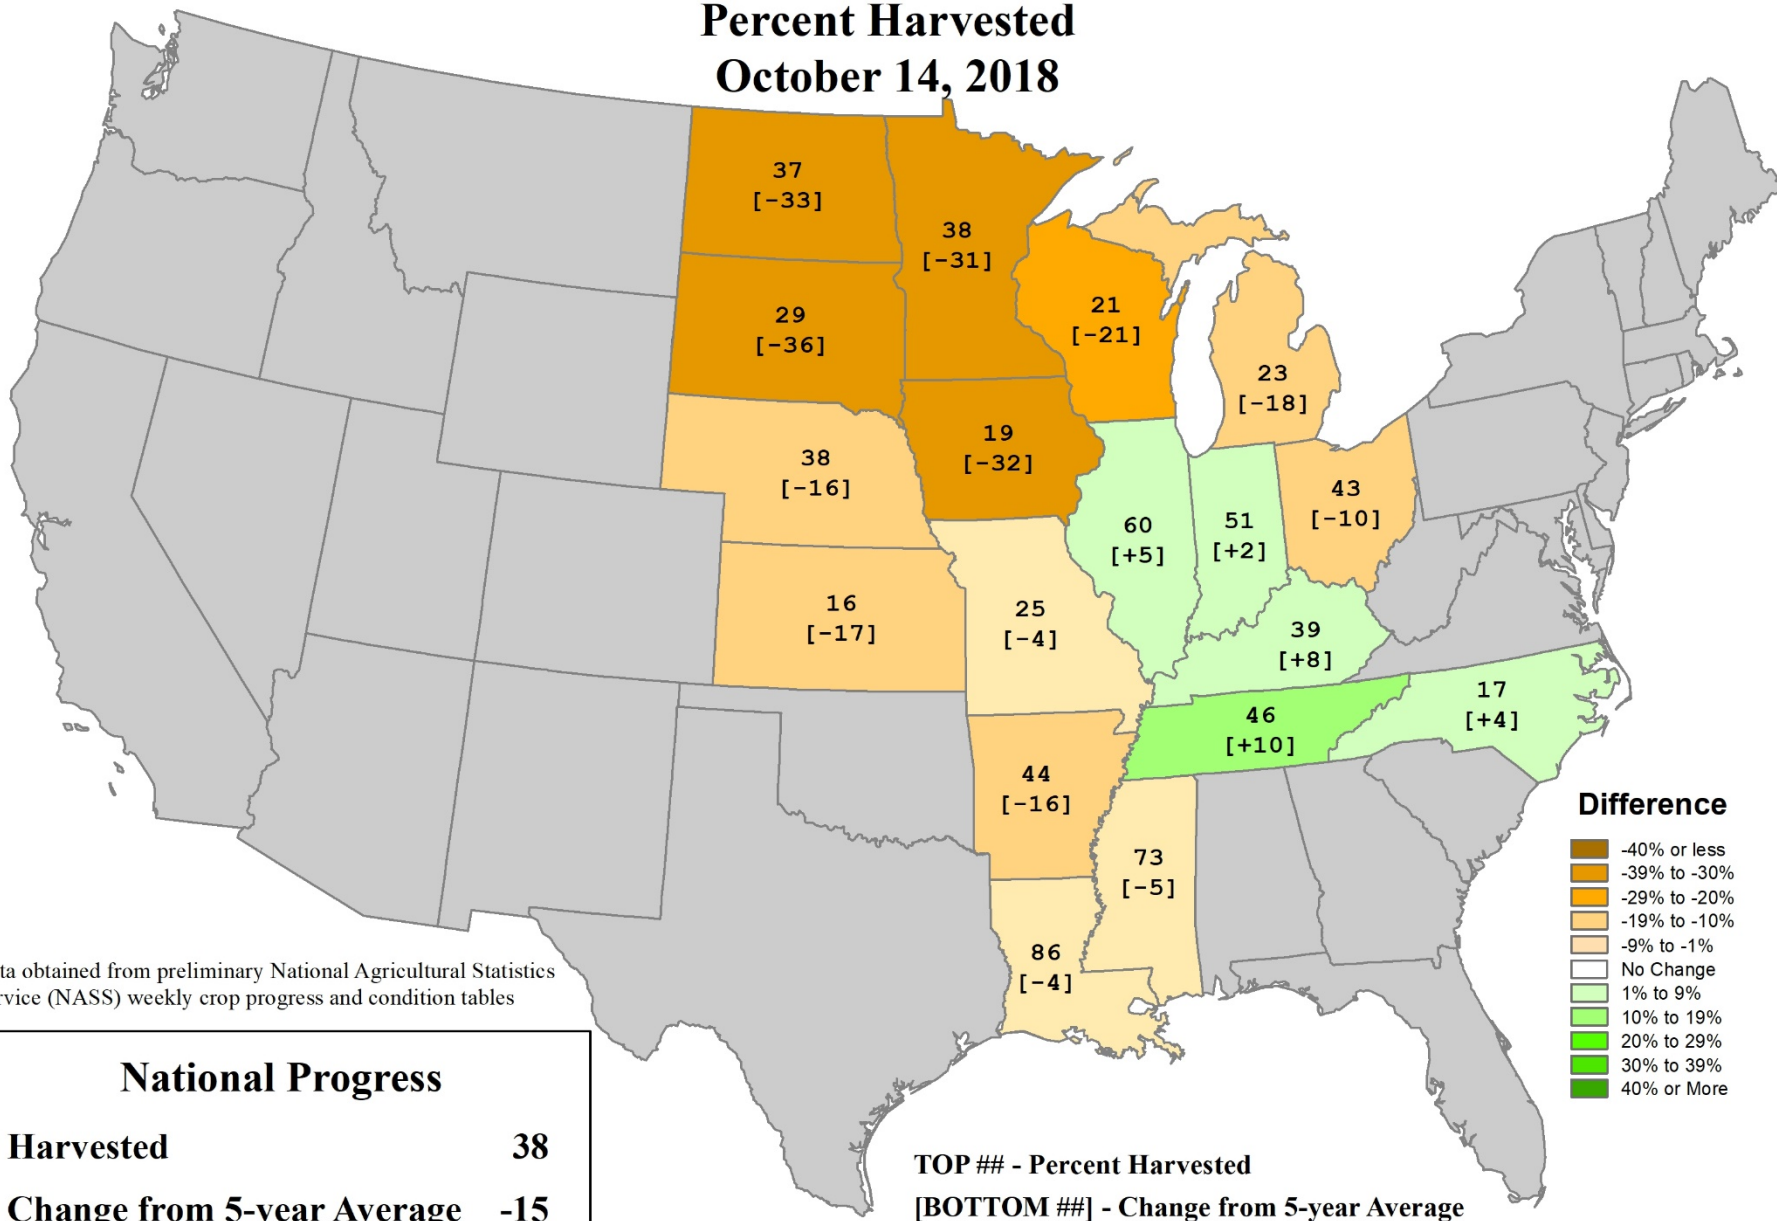 Percent Harvested
October 14, 2018
37
[-33]
38
[-31]
29
[-36]
21
[-21]
23
[-18]
19
[-32]
38
[-16]
43
[-10]
60
[+5]
51
[+2]
16
[-17]
25
[-4]
39
[+8]
17
[+4]
46
[+10]
44
[-16]
73
[-5]
86
[-4]
Difference
-40% or less
-39% to -30%
-29% to -20%
-19% to -10%
-9% to -1%
No Change
1% to 9%
10% to 19%
20% to 29%
30% to 39%
40% or More
ta obtained from preliminary National Agricultural Statistics
rvice (NASS) weekly crop progress and condition tables
National Progress
Harvested 38
Change from 5-year Average -15
TOP ## - Percent Harvested
[BOTTOM ##] - Change from 5-year Average